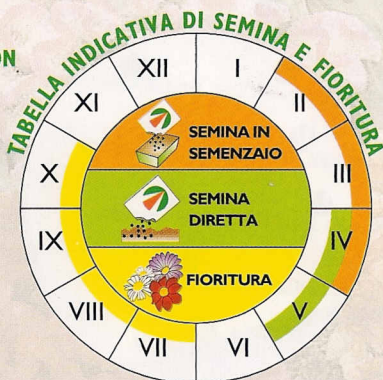 ON
TABELLA INDICATIVA DI SEMINA E FIORITURA
XII
I
XI
II
X
III
IX
IV
VIII
V
VII
VI
SEMINA IN
SEMENZAIO
SEMINA
DIRETTA
FIORITURA